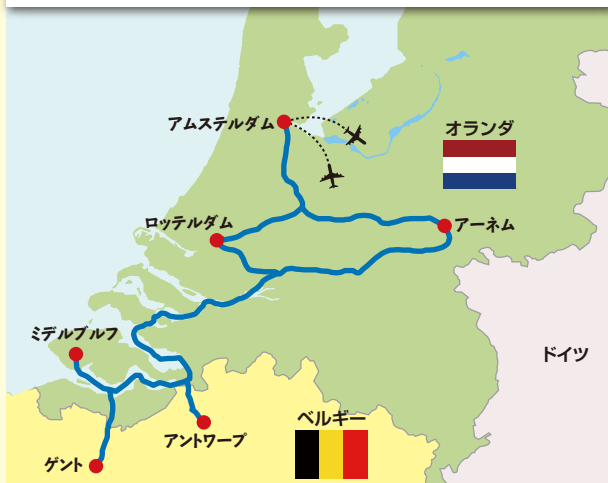 アムステルダム
オランダ
ロッテルダム
アーネム
ミデルブルフ
ドイツ
ベルギー
アントワープ
ゲント